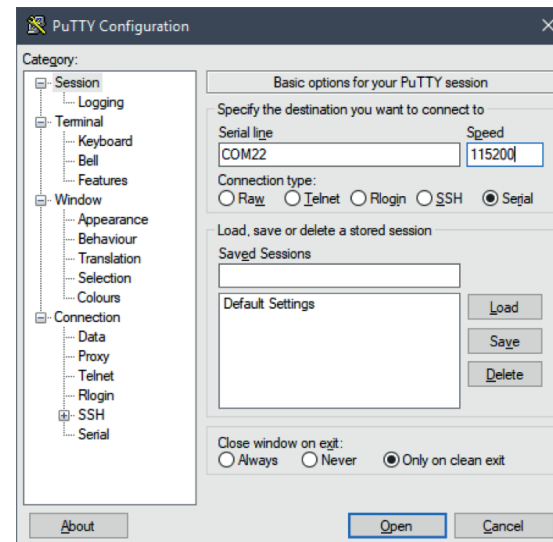 PuTTY Configuration
Category:
Session
Logging
Terminal
Keyboard
Bell
Features
Window
Appearance
Behaviour
Translation
Selection
Colours
Connection
Data
Proxy
Telnet
Rlogin
SSH
Serial
Basic options for your PuTTY session
Specify the destination you want to connect to
Serial line Speed
COM22 115200
Connection type:
Raw Telnet Rlogin SSH Serial
Load, save or delete a stored session
Saved Sessions
Default Settings
Load
Save
Delete
Close window on exit:
Always Never Only on clean exit
About Open Cancel